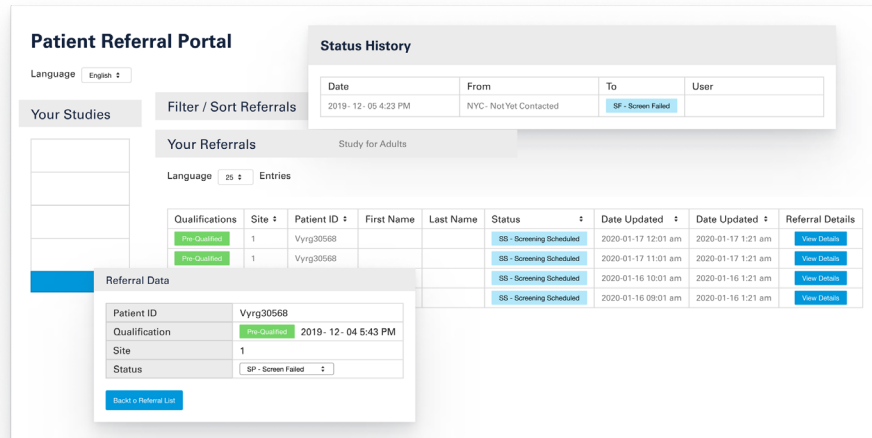 Patient Referral Portal
Language English
Your Studies
Filter / Sort Referrals
Your Referrals Study for Adults
Language 25 Entries
Status History
Date From To User
2019- 12- 05 4:23 PM NYC- Not Yet Contacted SF - Screen Failed
Qualifications Site Patient ID First Name Last Name Status Date Updated Date Updated Referral Details
Pre-Qualified 1 Vyrg30568 SS - Screening Scheduled 2020-01-17 12:01 am 2020-01-17 1:21 am View Details
Pre-Qualified 1 Vyrg30568 SS - Screening Scheduled 2020-01-17 11:01 am 2020-01-17 1:21 am View Details
SS - Screening Scheduled 2020-01-16 10:01 am 2020-01-16 1:21 am View Details
SS - Screening Scheduled 2020-01-16 09:01 am 2020-01-16 1:21 am View Details
Referral Data
Patient ID Vyrg30568
Qualification Pre-Qualified 2019- 12- 04 5:43 PM
Site 1
Status SP - Screen Failed
Backt o Referral List